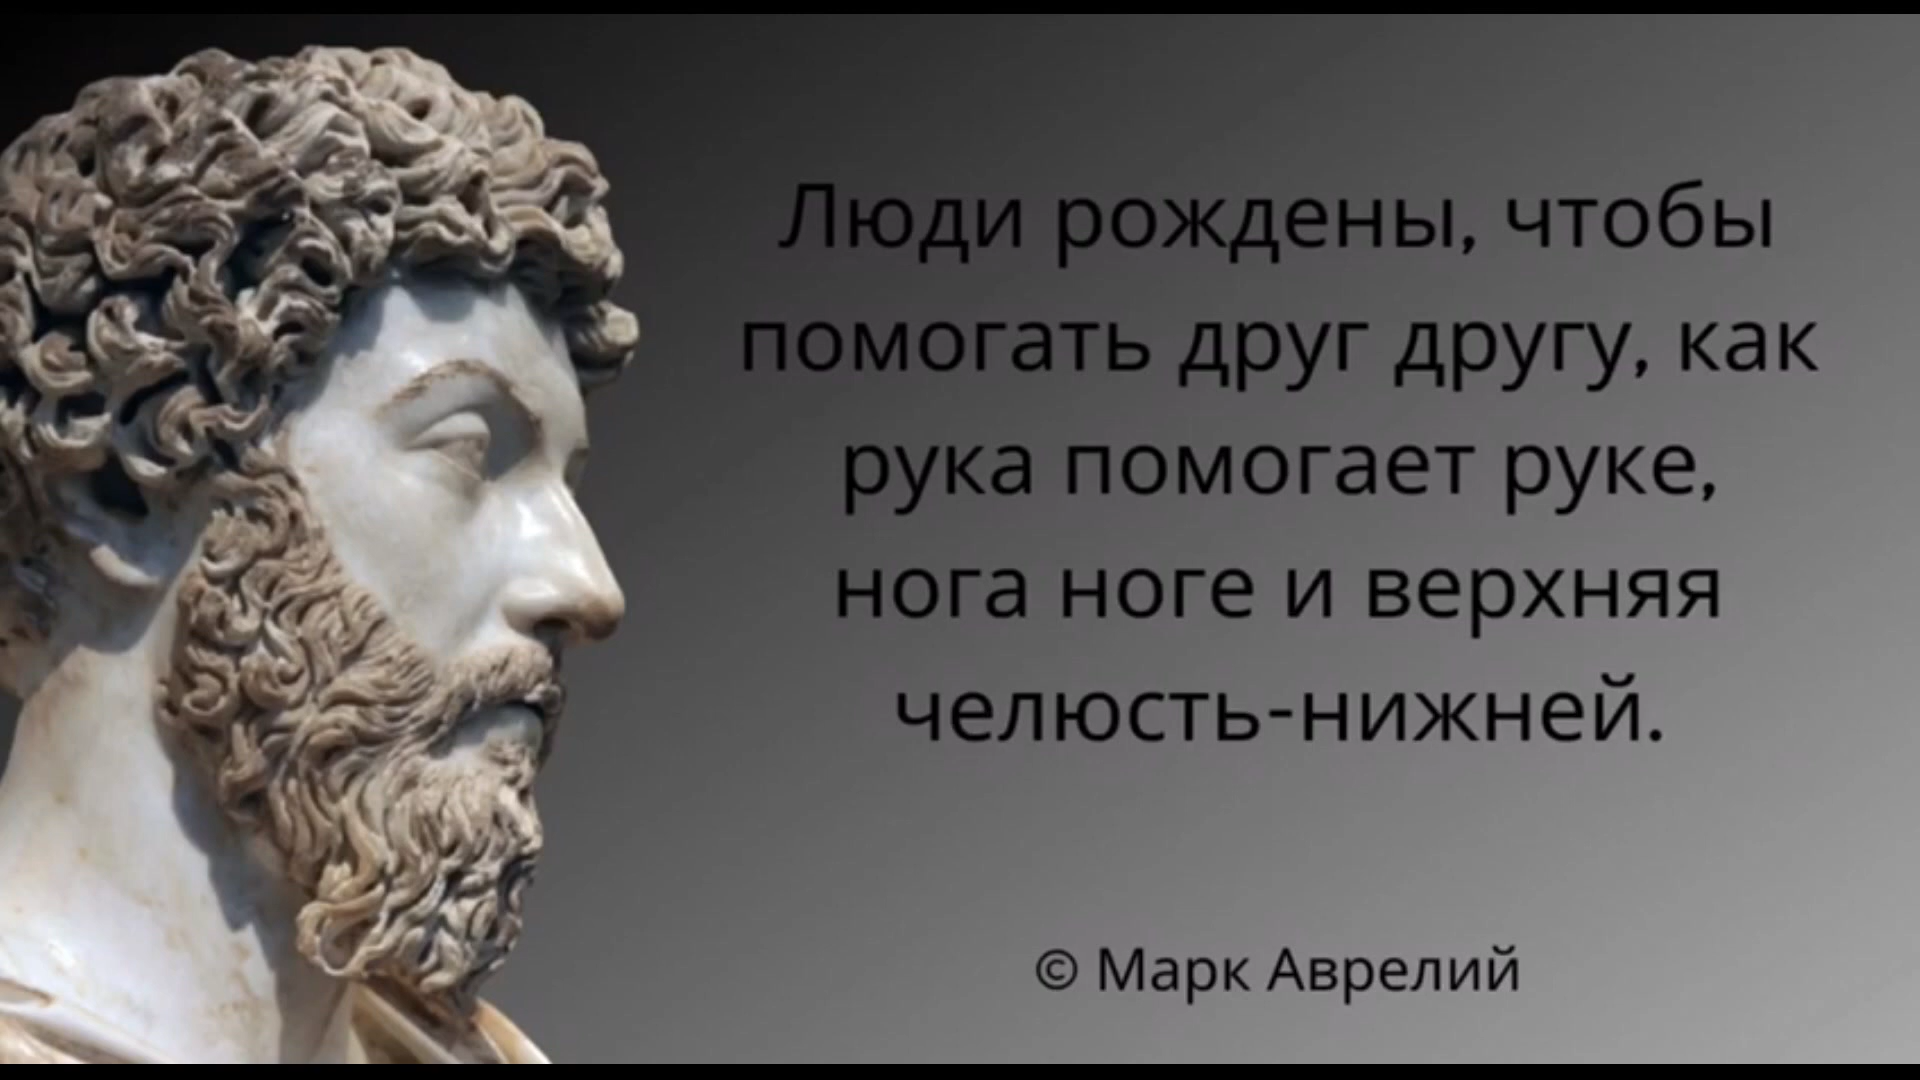 Люди рождены, чтобы
помогать друг другу, как
рука помогает руке,
нога ноге и верхняя
челюсть-нижней.
© Марк Аврелий